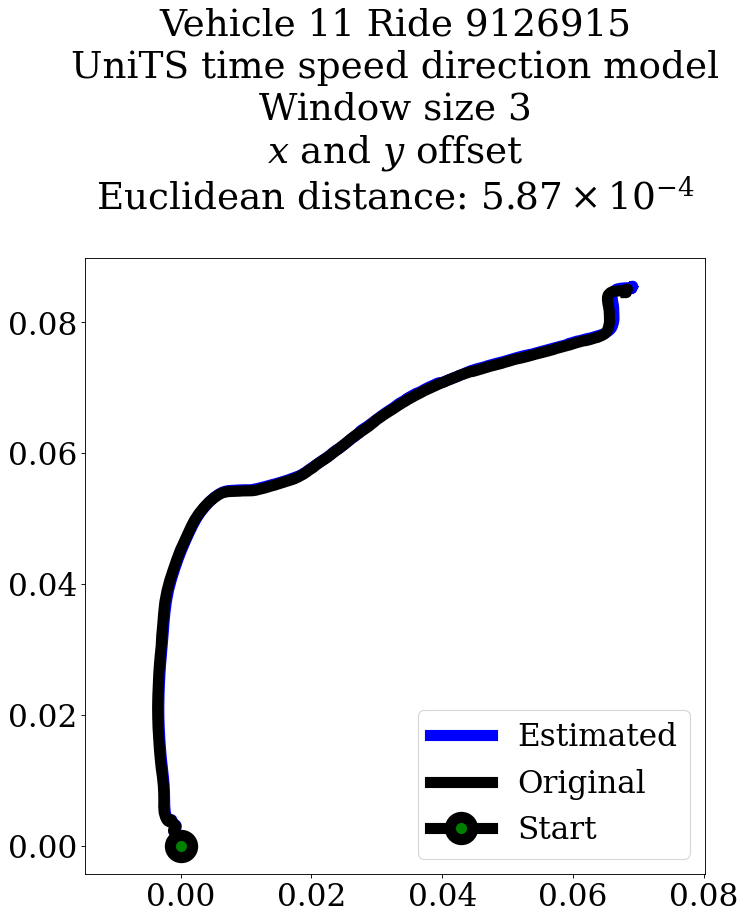 Vehicle 11 Ride 9126915
UniTS time speed direction model
Window size 3
x and y offset
Euclidean distance: 5.87 × 10⁻⁴
0.08
0.06
0.04
0.02
0.00
Estimated
Original
Start
0.00 0.02 0.04 0.06 0.08